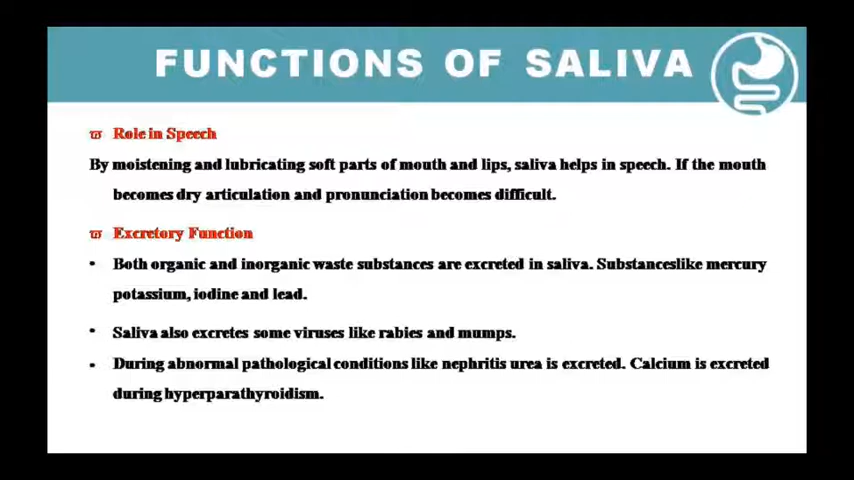 FUNCTIONS OF SALIVA
ϖ Role in Speech
By moistening and lubricating soft parts of mouth and lips, saliva helps in speech. If the mouth
becomes dry articulation and pronunciation becomes difficult.
ϖ Excretory Function
• Both organic and inorganic waste substances are excreted in saliva. Substanceslike mercury
potassium, iodine and lead.
• Saliva also excretes some viruses like rabies and mumps.
• During abnormal pathological conditions like nephritis urea is excreted. Calcium is excreted
during hyperparathyroidism.